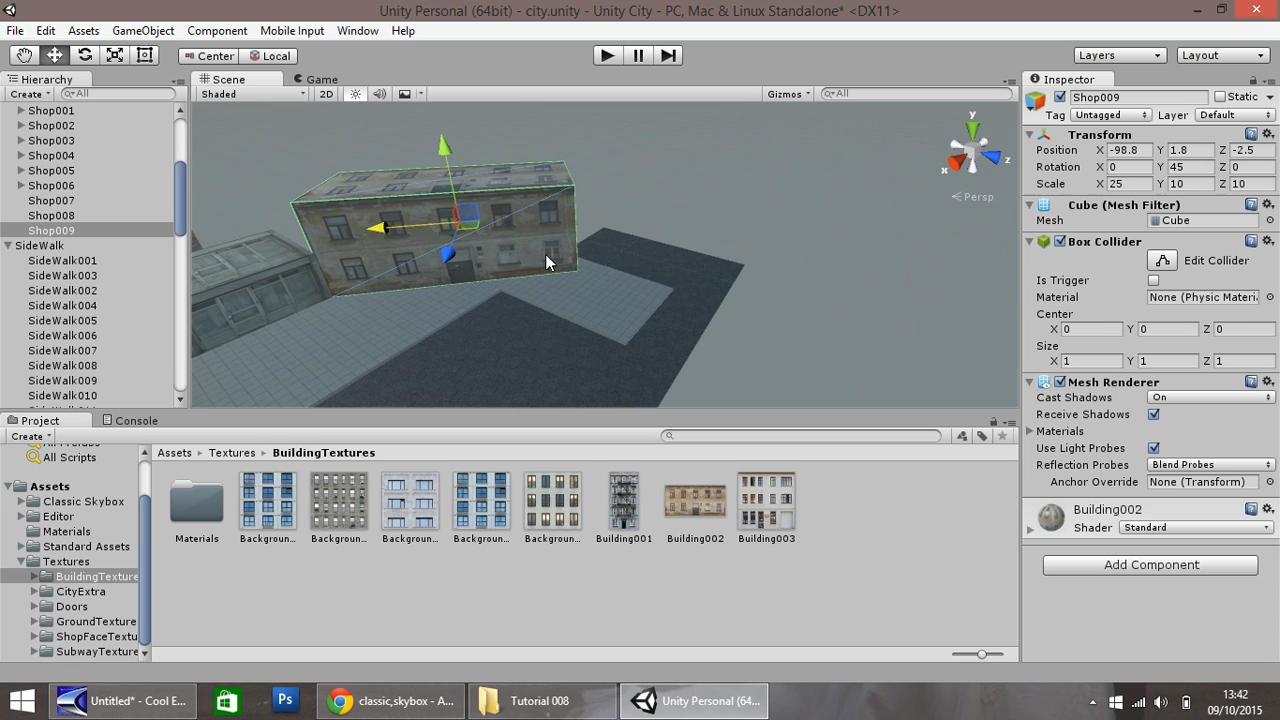 Unity Personal (64bit) - city.unity - Unity City - PC, Mac & Linux Standalone* <DX11>
File Edit Assets GameObject Component Mobile Input Window Help
Center Local Layers Layout
Hierarchy
Create All
Shop001
Shop002
Shop003
Shop004
Shop005
Shop006
Shop007
Shop008
Shop009
SideWalk
SideWalk001
SideWalk003
SideWalk002
SideWalk004
SideWalk005
SideWalk006
SideWalk007
SideWalk008
SideWalk009
SideWalk010
Scene Game
Shaded 2D Gizmos All
y
x
z
Persp
Inspector
Shop009 Static
Tag Untagged Layer Default
Transform
Position X -98.8 Y 1.8 Z -2.5
Rotation X 0 Y 45 Z 0
Scale X 25 Y 10 Z 10
Cube (Mesh Filter)
Mesh Cube
Box Collider
Edit Collider
Is Trigger
Material None (Physic Materi
Center
X 0 Y 0 Z 0
Size
X 1 Y 1 Z 1
Mesh Renderer
Cast Shadows On
Receive Shadows
Materials
Use Light Probes
Reflection Probes Blend Probes
Anchor Override None (Transform)
Building002
Shader Standard
Add Component
Project Console
Create
All Scripts
Assets
Classic Skybox
Editor
Materials
Standard Assets
Textures
BuildingTexture
CityExtra
Doors
GroundTexture
ShopFaceTextu
SubwayTexture
Assets Textures BuildingTextures
Materials Backgroun... Backgroun... Backgroun... Backgroun... Backgroun... Building001 Building002 Building003
Untitled* - Cool E... Ps classic,skybox - A... Tutorial 008 Unity Personal (64...
13:42
09/10/2015